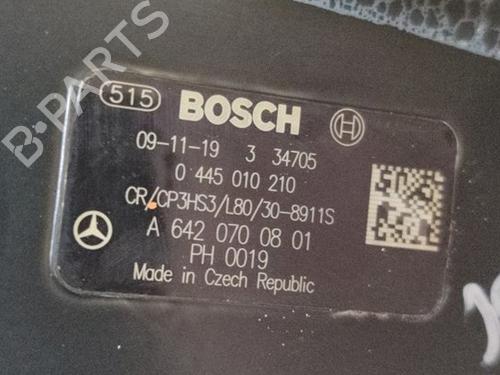 B-PARTS
515 BOSCH
09-11-19 3 34705
0 445 010 210
CR/CP3HS3/L80/30-8911S
A 642 070 08 01
PH 0019
Made in Czech Republic